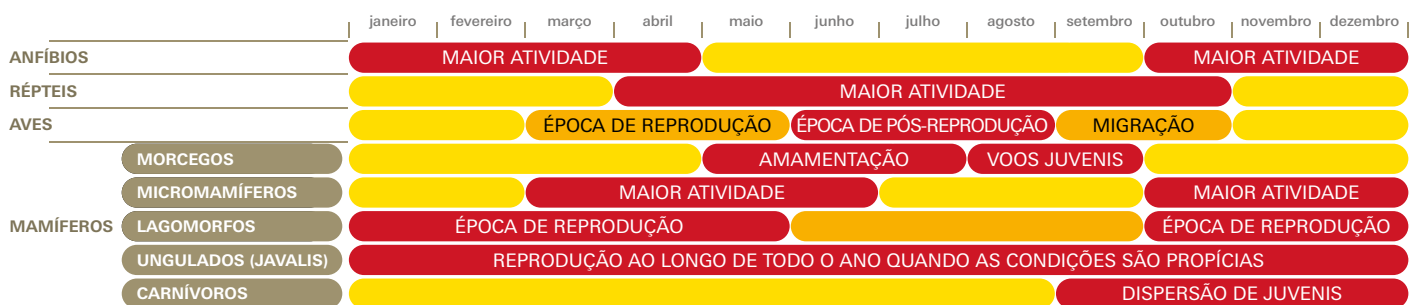 janeiro fevereiro março abril maio junho julho agosto setembro outubro novembro dezembro
ANFÍBIOS MAIOR ATIVIDADE MAIOR ATIVIDADE
RÉPTEIS MAIOR ATIVIDADE
AVES ÉPOCA DE REPRODUÇÃO ÉPOCA DE PÓS-REPRODUÇÃO MIGRAÇÃO
MORCEGOS AMAMENTAÇÃO VOOS JUVENIS
MICROMAMÍFEROS MAIOR ATIVIDADE MAIOR ATIVIDADE
MAMÍFEROS LAGOMORFOS ÉPOCA DE REPRODUÇÃO ÉPOCA DE REPRODUÇÃO
UNGULADOS (JAVALIS) REPRODUÇÃO AO LONGO DE TODO O ANO QUANDO AS CONDIÇÕES SÃO PROPÍCIAS
CARNÍVOROS DISPERSÃO DE JUVENIS